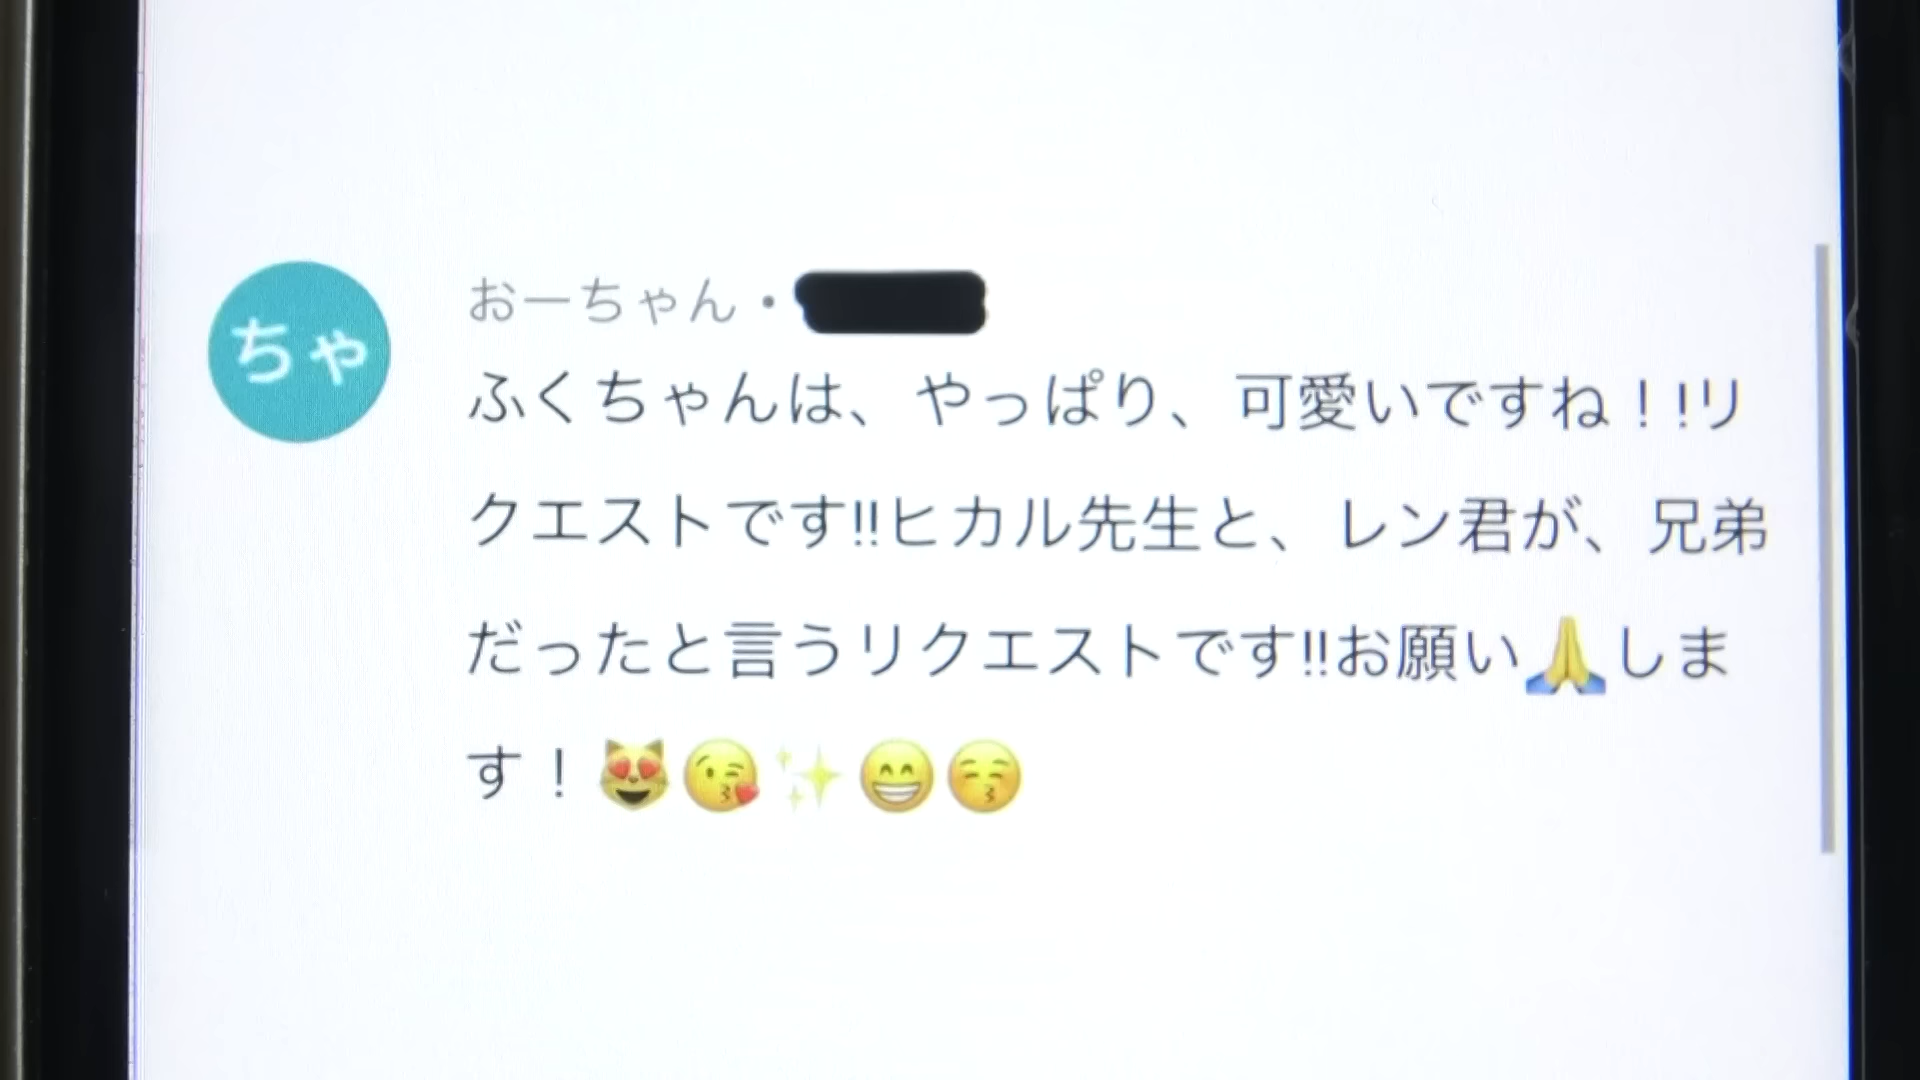 ちゃ
おーちゃん・
ふくちゃんは、やっぱり、可愛いですね！!リ
クエストです‼ヒカル先生と、レン君が、兄弟
だったと言うリクエストです‼お願い🙏しま
す！😻😘✨😁😚